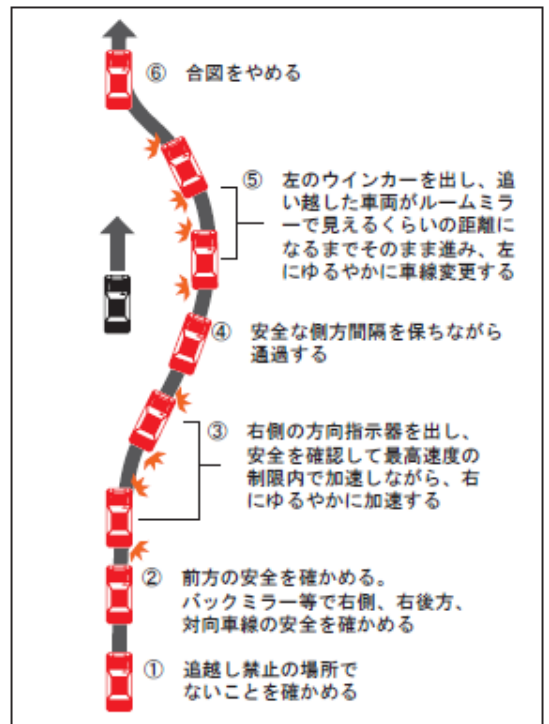 ⑥ 合図をやめる
⑤ 左のウインカーを出し、追
い越した車両がルームミラ
ーで見えるくらいの距離に
なるまでそのまま進み、左
にゆるやかに車線変更する
④ 安全な側方間隔を保ちながら
通過する
③ 右側の方向指示器を出し、
安全を確認して最高速度の
制限内で加速しながら、右
にゆるやかに加速する
② 前方の安全を確かめる。
バックミラー等で右側、右後方、
対向車線の安全を確かめる
① 追越し禁止の場所で
ないことを確かめる